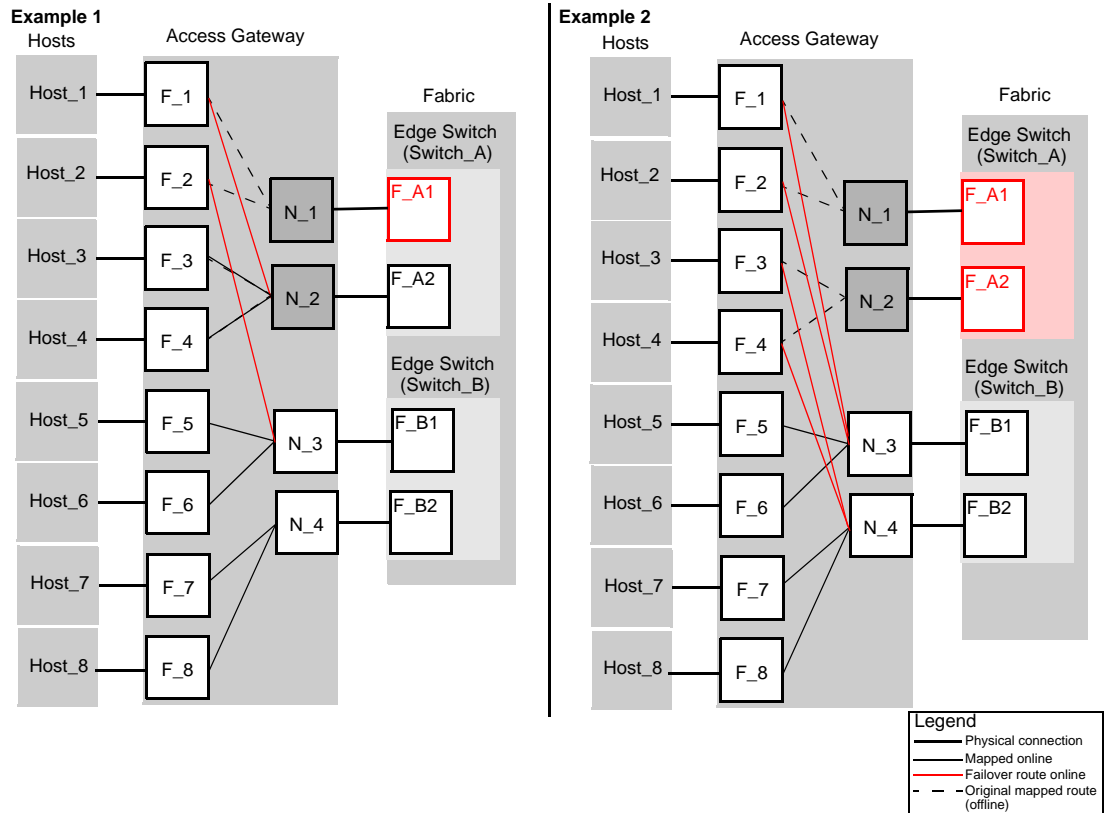 Example 1
Hosts
Access Gateway
Fabric
Host_1
Host_2
Host_3
Host_4
Host_5
Host_6
Host_7
Host_8
F_1
F_2
F_3
F_4
F_5
F_6
F_7
F_8
N_1
N_2
N_3
N_4
Edge Switch
(Switch_A)
F_A1
F_A2
Edge Switch
(Switch_B)
F_B1
F_B2
Example 2
Hosts
Access Gateway
Fabric
Host_1
Host_2
Host_3
Host_4
Host_5
Host_6
Host_7
Host_8
F_1
F_2
F_3
F_4
F_5
F_6
F_7
F_8
N_1
N_2
N_3
N_4
Edge Switch
(Switch_A)
F_A1
F_A2
Edge Switch
(Switch_B)
F_B1
F_B2
Legend
Physical connection
Mapped online
Failover route online
Original mapped route
(offline)